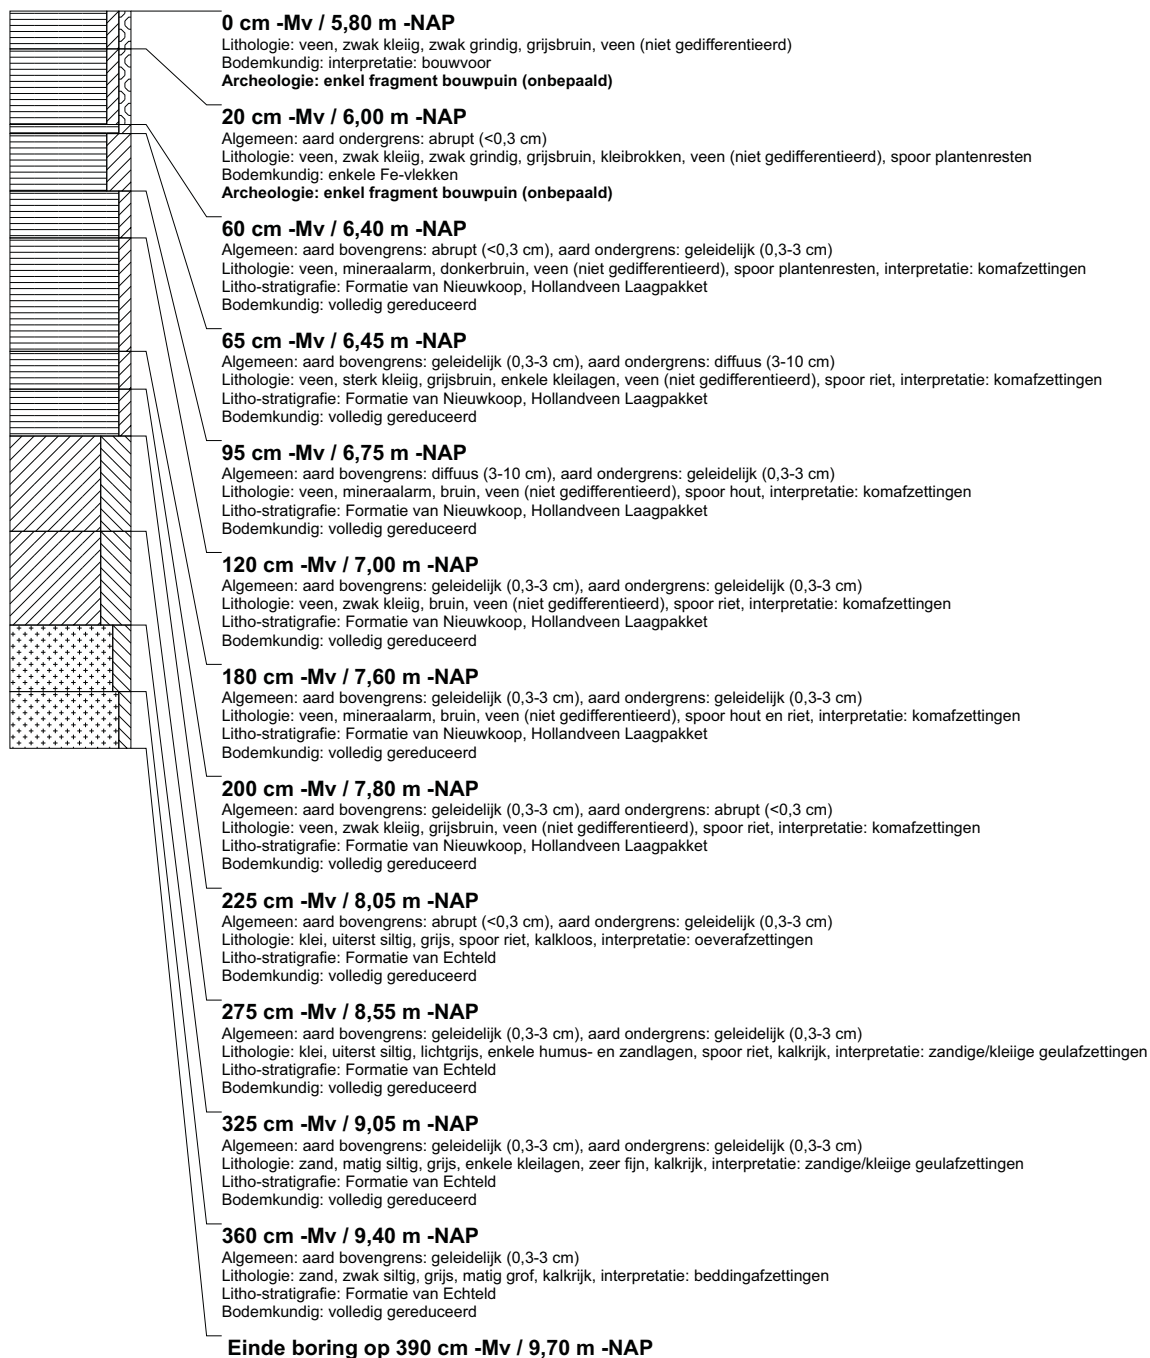 0 cm -Mv / 5,80 m -NAP
Lithologie: veen, zwak kleiig, zwak grindig, grijsbruin, veen (niet gedifferentieerd)
Bodemkundig: interpretatie: bouwvoor
Archeologie: enkel fragment bouwpuin (onbepaald)
20 cm -Mv / 6,00 m -NAP
Algemeen: aard ondergrens: abrupt (<0,3 cm)
Lithologie: veen, zwak kleiig, zwak grindig, grijsbruin, kleibrokken, veen (niet gedifferentieerd), spoor plantenresten
Bodemkundig: enkele Fe-vlekken
Archeologie: enkel fragment bouwpuin (onbepaald)
60 cm -Mv / 6,40 m -NAP
Algemeen: aard bovengrens: abrupt (<0,3 cm), aard ondergrens: geleidelijk (0,3-3 cm)
Lithologie: veen, mineraalarm, donkerbruin, veen (niet gedifferentieerd), spoor plantenresten, interpretatie: komafzettingen
Litho-stratigrafie: Formatie van Nieuwkoop, Hollandveen Laagpakket
Bodemkundig: volledig gereduceerd
65 cm -Mv / 6,45 m -NAP
Algemeen: aard bovengrens: geleidelijk (0,3-3 cm), aard ondergrens: diffuus (3-10 cm)
Lithologie: veen, sterk kleiig, grijsbruin, enkele kleilagen, veen (niet gedifferentieerd), spoor riet, interpretatie: komafzettingen
Litho-stratigrafie: Formatie van Nieuwkoop, Hollandveen Laagpakket
Bodemkundig: volledig gereduceerd
95 cm -Mv / 6,75 m -NAP
Algemeen: aard bovengrens: diffuus (3-10 cm), aard ondergrens: geleidelijk (0,3-3 cm)
Lithologie: veen, mineraalarm, bruin, veen (niet gedifferentieerd), spoor hout, interpretatie: komafzettingen
Litho-stratigrafie: Formatie van Nieuwkoop, Hollandveen Laagpakket
Bodemkundig: volledig gereduceerd
120 cm -Mv / 7,00 m -NAP
Algemeen: aard bovengrens: geleidelijk (0,3-3 cm), aard ondergrens: geleidelijk (0,3-3 cm)
Lithologie: veen, zwak kleiig, bruin, veen (niet gedifferentieerd), spoor riet, interpretatie: komafzettingen
Litho-stratigrafie: Formatie van Nieuwkoop, Hollandveen Laagpakket
Bodemkundig: volledig gereduceerd
180 cm -Mv / 7,60 m -NAP
Algemeen: aard bovengrens: geleidelijk (0,3-3 cm), aard ondergrens: geleidelijk (0,3-3 cm)
Lithologie: veen, mineraalarm, bruin, veen (niet gedifferentieerd), spoor hout en riet, interpretatie: komafzettingen
Litho-stratigrafie: Formatie van Nieuwkoop, Hollandveen Laagpakket
Bodemkundig: volledig gereduceerd
200 cm -Mv / 7,80 m -NAP
Algemeen: aard bovengrens: geleidelijk (0,3-3 cm), aard ondergrens: abrupt (<0,3 cm)
Lithologie: veen, zwak kleiig, grijsbruin, veen (niet gedifferentieerd), spoor riet, interpretatie: komafzettingen
Litho-stratigrafie: Formatie van Nieuwkoop, Hollandveen Laagpakket
Bodemkundig: volledig gereduceerd
225 cm -Mv / 8,05 m -NAP
Algemeen: aard bovengrens: abrupt (<0,3 cm), aard ondergrens: geleidelijk (0,3-3 cm)
Lithologie: klei, uiterst siltig, grijs, spoor riet, kalkloos, interpretatie: oeverafzettingen
Litho-stratigrafie: Formatie van Echteld
Bodemkundig: volledig gereduceerd
275 cm -Mv / 8,55 m -NAP
Algemeen: aard bovengrens: geleidelijk (0,3-3 cm), aard ondergrens: geleidelijk (0,3-3 cm)
Lithologie: klei, uiterst siltig, lichtgrijs, enkele humus- en zandlagen, spoor riet, kalkrijk, interpretatie: zandige/kleiige geulafzettingen
Litho-stratigrafie: Formatie van Echteld
Bodemkundig: volledig gereduceerd
325 cm -Mv / 9,05 m -NAP
Algemeen: aard bovengrens: geleidelijk (0,3-3 cm), aard ondergrens: geleidelijk (0,3-3 cm)
Lithologie: zand, matig siltig, grijs, enkele kleilagen, zeer fijn, kalkrijk, interpretatie: zandige/kleiige geulafzettingen
Litho-stratigrafie: Formatie van Echteld
Bodemkundig: volledig gereduceerd
360 cm -Mv / 9,40 m -NAP
Algemeen: aard bovengrens: geleidelijk (0,3-3 cm)
Lithologie: zand, zwak siltig, grijs, matig grof, kalkrijk, interpretatie: beddingafzettingen
Litho-stratigrafie: Formatie van Echteld
Bodemkundig: volledig gereduceerd
Einde boring op 390 cm -Mv / 9,70 m -NAP